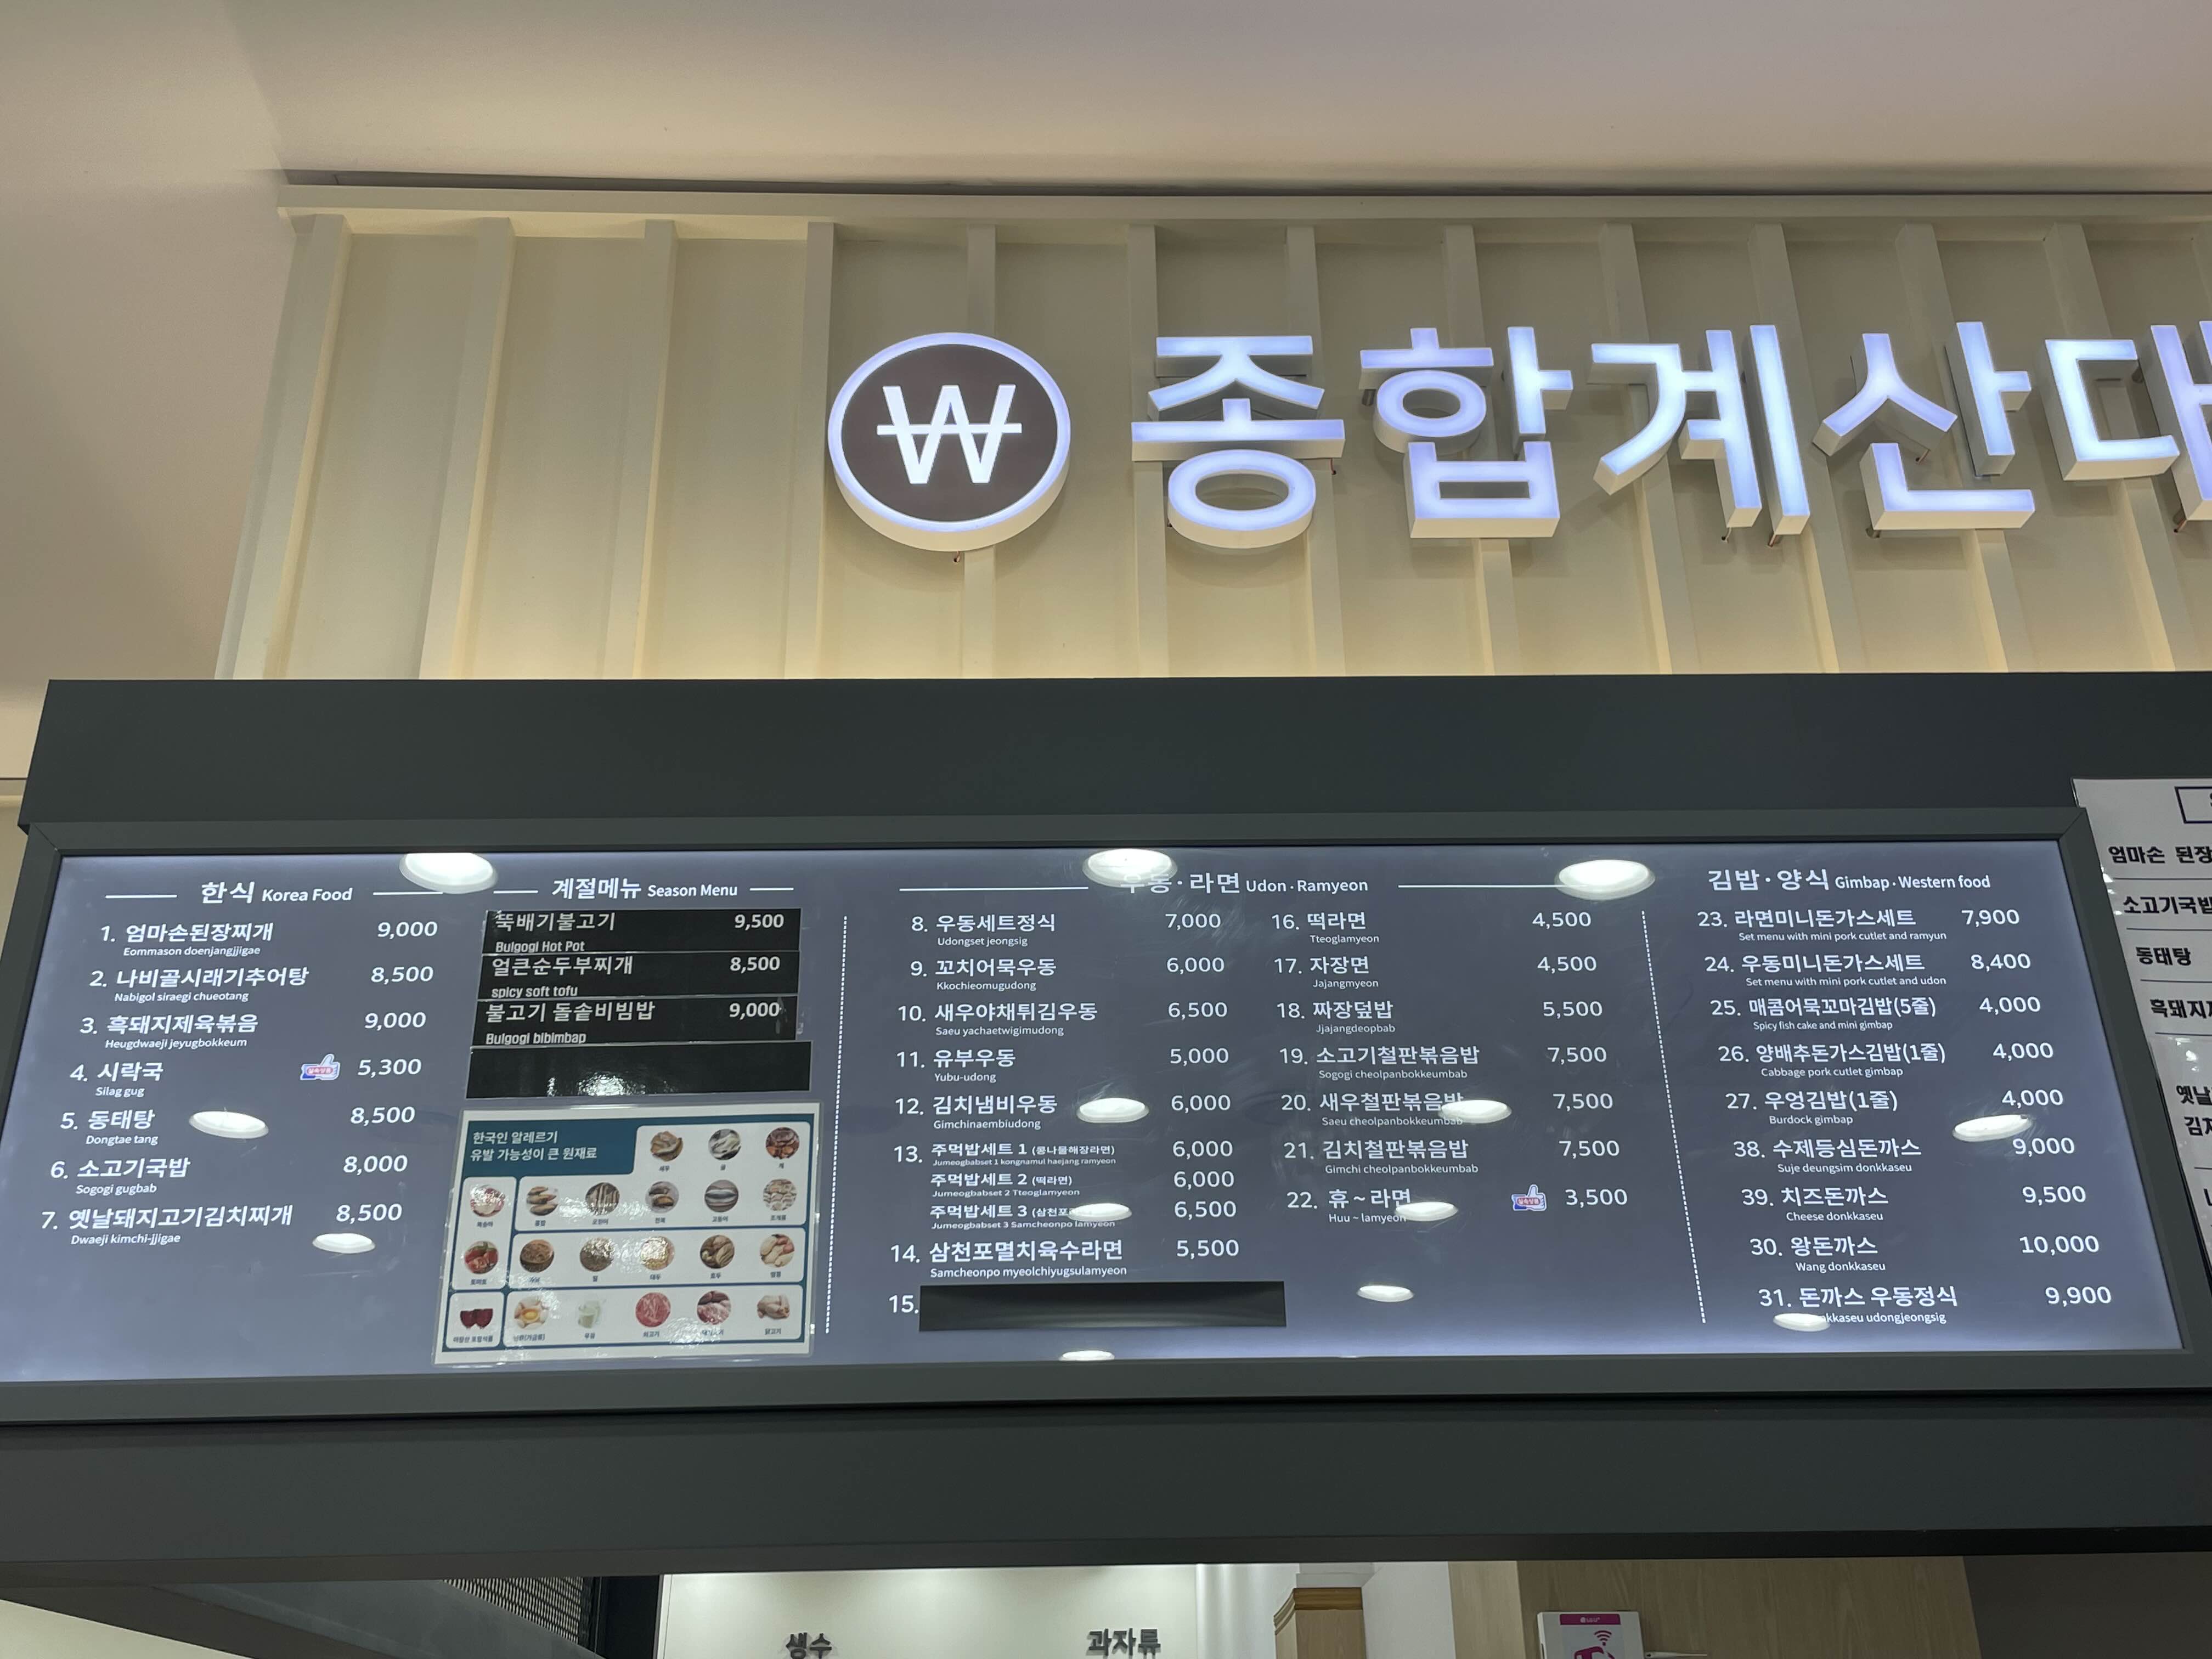 ₩ 종합계산대
한식 Korea Food
1. 엄마손된장찌개 9,000
Eommason doenjangjjigae
2. 나비골시래기추어탕 8,500
Nabigol siraegi chueotang
3. 흑돼지제육볶음 9,000
Heugdwaeji jeyugbokkeum
4. 시락국 5,300
Silag gug
5. 동태탕 8,500
Dongtae tang
6. 소고기국밥 8,000
Sogogi gugbab
7. 옛날돼지고기김치찌개 8,500
Dwaeji kimchi-jjigae
계절메뉴 Season Menu
뚝배기불고기 9,500
Bulgogi Hot Pot
얼큰순두부찌개 8,500
spicy soft tofu
불고기 돌솥비빔밥 9,000
Bulgogi bibimbap
한국인 알레르기
유발 가능성이 큰 원재료
우동·라면 Udon·Ramyeon
8. 우동세트정식 7,000
Udongset jeongsig
9. 꼬치어묵우동 6,000
Kkochieomugudong
10. 새우야채튀김우동 6,500
Saeu yachaetwigimudong
11. 유부우동 5,000
Yubu-udong
12. 김치냄비우동 6,000
Gimchinaembiudong
13. 주먹밥세트 1 (콩나물해장라면) 6,000
Jumeogbabset 1 kongnamul haejang ramyeon
주먹밥세트 2 (떡라면) 6,000
Jumeogbabset 2 Tteoglamyeon
주먹밥세트 3 6,500
Jumeogbabset 3 Samcheonpo lamyeon
14. 삼천포멸치육수라면 5,500
Samcheonpo myeolchiyugsulamyeon
15.
16. 떡라면 4,500
Tteoglamyeon
17. 자장면 4,500
Jajangmyeon
18. 짜장덮밥 5,500
Jjajangdeopbab
19. 소고기철판볶음밥 7,500
Sogogi cheolpanbokkeumbab
20. 새우철판볶음밥 7,500
Saeu cheolpanbokkeumbab
21. 김치철판볶음밥 7,500
Gimchi cheolpanbokkeumbab
22. 휴~라면 3,500
Huu ~ lamyeon
김밥·양식 Gimbap·Western food
23. 라면미니돈가스세트 7,900
Set menu with mini pork cutlet and ramyun
24. 우동미니돈가스세트 8,400
Set menu with mini pork cutlet and udon
25. 매콤어묵꼬마김밥(5줄) 4,000
Spicy fish cake and mini gimbap
26. 양배추돈가스김밥(1줄) 4,000
Cabbage pork cutlet gimbap
27. 우엉김밥(1줄) 4,000
Burdock gimbap
38. 수제등심돈까스 9,000
Suje deungsim donkkaseu
39. 치즈돈까스 9,500
Cheese donkkaseu
30. 왕돈까스 10,000
Wang donkkaseu
31. 돈까스 우동정식 9,900
kkaseu udongjeongsig
엄마손 된장
소고기국밥
동태탕
흑돼지제
옛날
생수
과자류